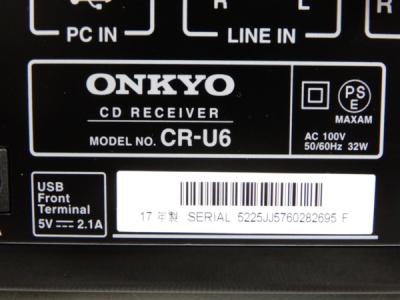 PC IN
R L
LINE IN
R
ONKYO
CD RECEIVER
MODEL NO. CR-U6
PS
E
MAXAM
AC 100V
50/60Hz 32W
USB
Front
Terminal
5V⎓2.1A
17 年製 SERIAL 5225JJ5760282695 F